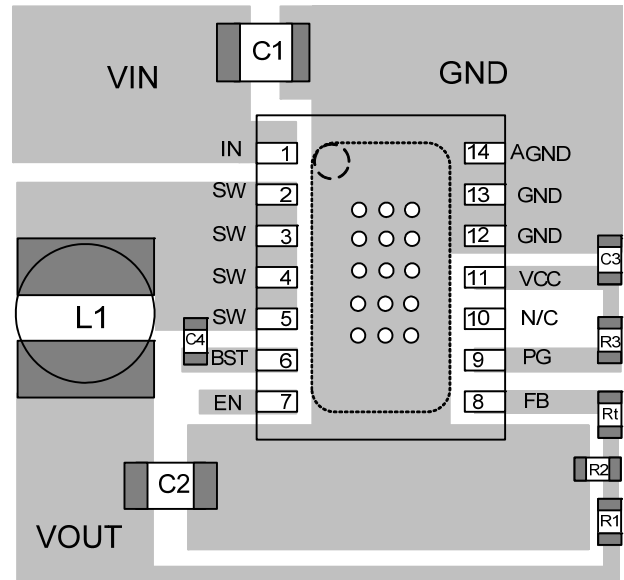 C1
VIN
GND
IN 1 14 AGND
SW 2 13 GND
SW 3 12 GND
C3
SW 4 11 VCC
L1
SW 5 10 N/C
C4
R3
BST 6 9 PG
EN 7 8 FB
Rt
R2
C2
R1
VOUT